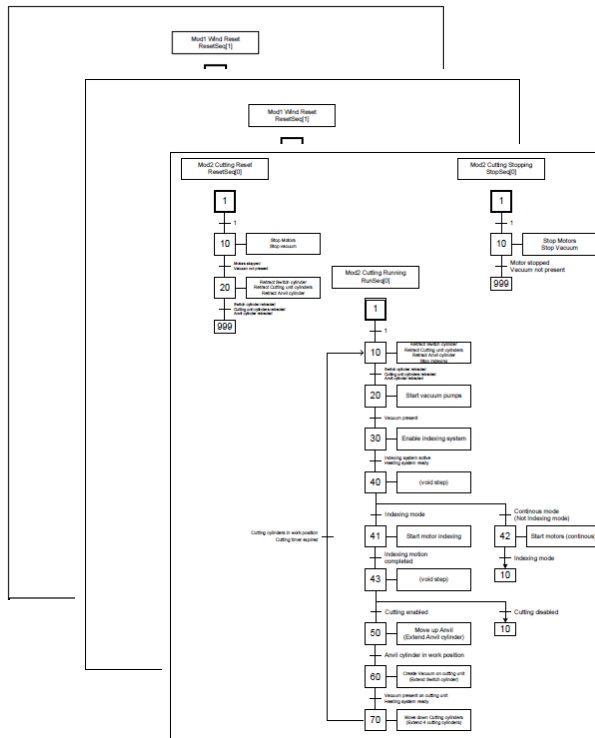 Mod1 Wind Reset
ResetSeq[1]
Mod1 Wind Reset
ResetSeq[1]
Mod2 Cutting Reset
ResetSeq[0]
1
1
10
Stop Motors
Stop vacuum
Motors stopped
Vacuum not present
20
Retract Switch cylinder
Retract Cutting unit cylinders
Retract Anvil cylinder
Switch cylinder retracted
Cutting unit cylinders retracted
Anvil cylinder retracted
999
Mod2 Cutting Stopping
StopSeq[0]
1
1
10
Stop Motors
Stop Vacuum
Motor stopped
Vacuum not present
999
Mod2 Cutting Running
RunSeq[0]
1
1
10
Retract Switch cylinder
Retract Cutting unit cylinders
Retract Anvil cylinder
Stop indexing
Switch cylinder retracted
Cutting unit cylinders retracted
Anvil cylinder retracted
20
Start vacuum pumps
Vacuum present
30
Enable indexing system
Indexing system active
Heating system ready
40
(void step)
Indexing mode
Continous mode
(Not Indexing mode)
41
Start motor indexing
42
Start motors (continous)
Indexing motion
completed
Indexing mode
10
43
(void step)
Cutting enabled
Cutting disabled
10
50
Move up Anvil
(Extend Anvil cylinder)
Anvil cylinder in work position
60
Create Vacuum on cutting unit
(Extend Switch cylinder)
Vacuum present on cutting unit
Heating system ready
70
Move down Cutting cylinders
(Extend 4 cutting cylinders)
Cutting cylinders in work position
Cutting timer expired